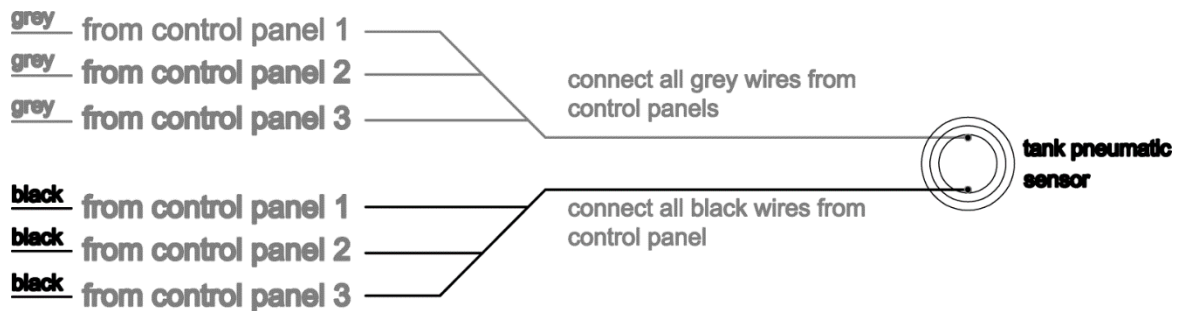 grey from control panel 1
grey from control panel 2
grey from control panel 3
connect all grey wires from
control panels
tank pneumatic
sensor
black from control panel 1
black from control panel 2
black from control panel 3
connect all black wires from
control panel